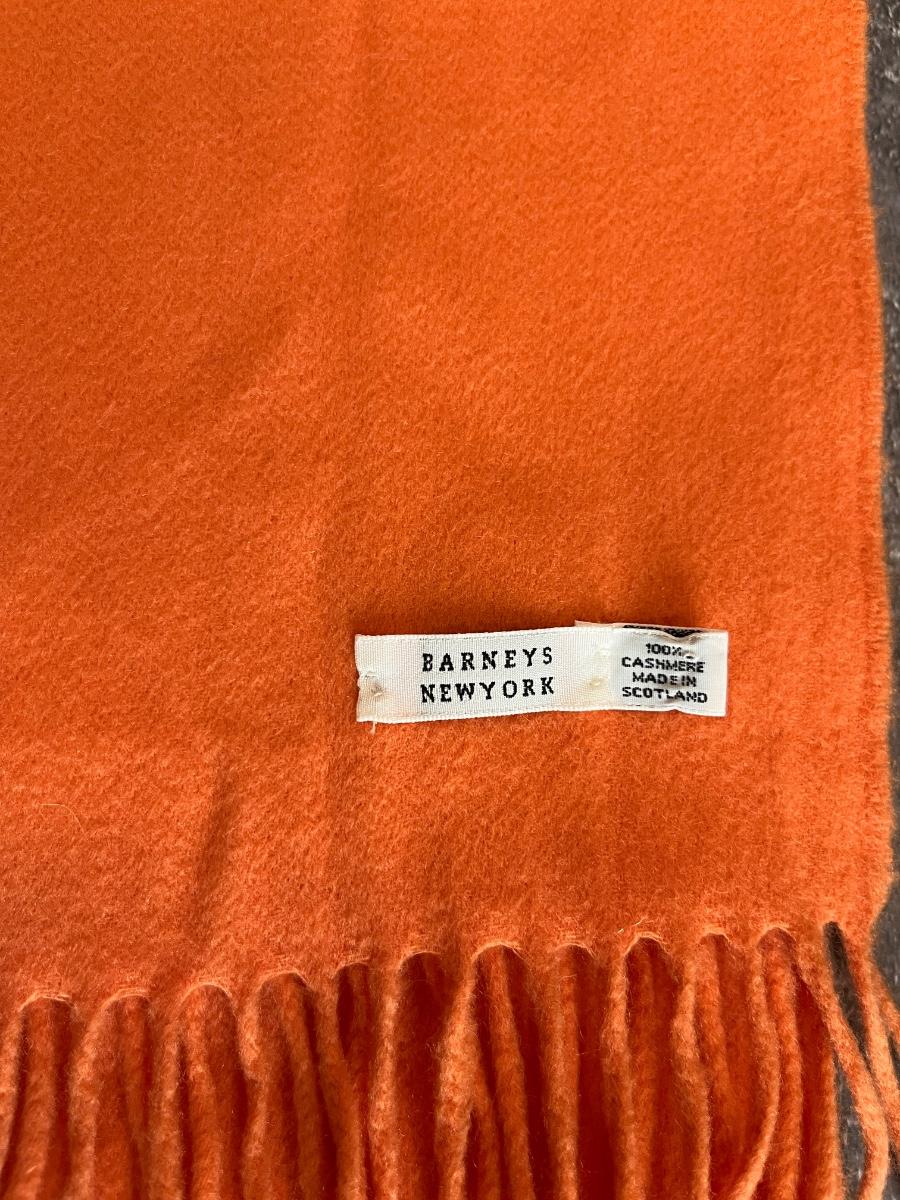 BARNEYS
NEWYORK
100%
CASHMERE
MADE IN
SCOTLAND